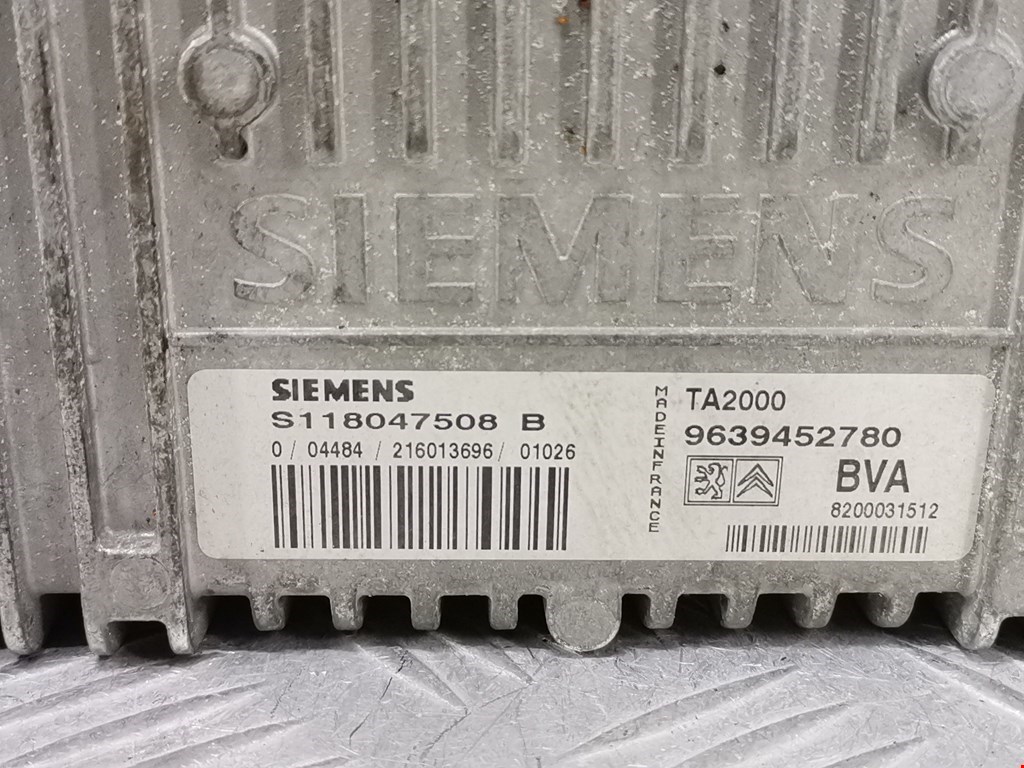 SIEMENS
SIEMENS
S118047508 B
0 / 04484 / 216013696 / 01026
MADE IN FRANCE
TA2000
9639452780
BVA
8200031512